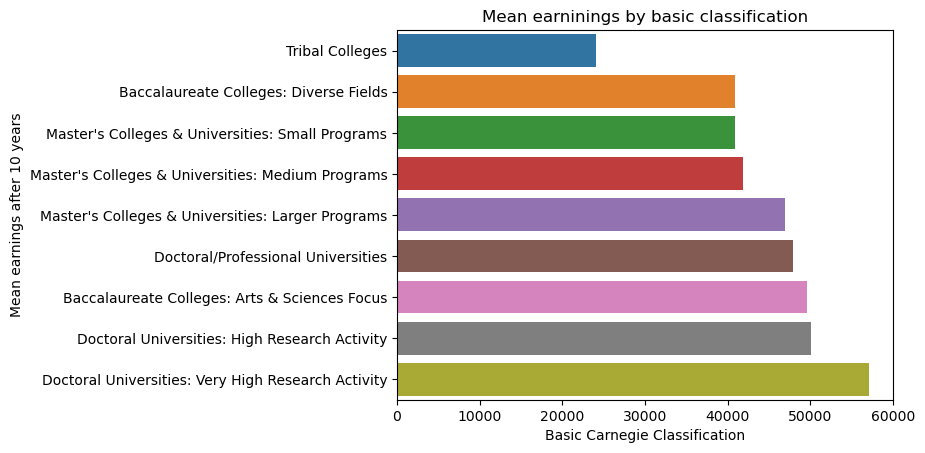 Mean earninings by basic classification
Mean earnings after 10 years
Tribal Colleges
Baccalaureate Colleges: Diverse Fields
Master's Colleges & Universities: Small Programs
Master's Colleges & Universities: Medium Programs
Master's Colleges & Universities: Larger Programs
Doctoral/Professional Universities
Baccalaureate Colleges: Arts & Sciences Focus
Doctoral Universities: High Research Activity
Doctoral Universities: Very High Research Activity
0 10000 20000 30000 40000 50000 60000
Basic Carnegie Classification